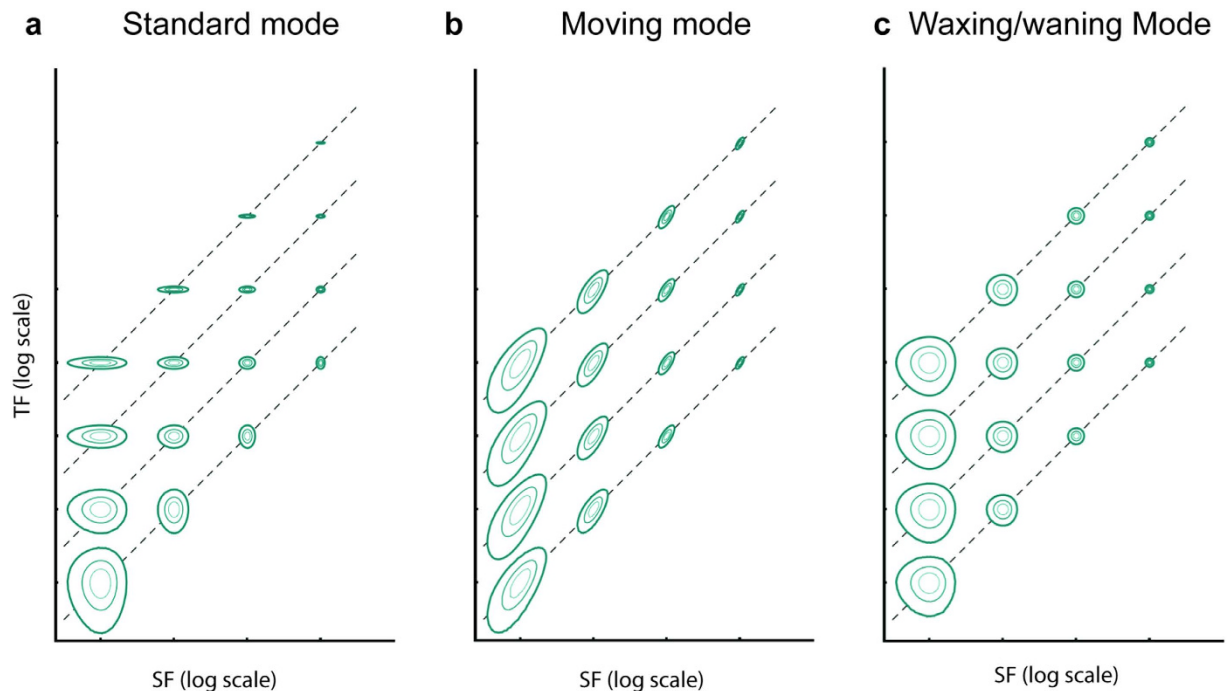 a Standard mode
b Moving mode
c Waxing/waning Mode
TF (log scale)
SF (log scale)
SF (log scale)
SF (log scale)